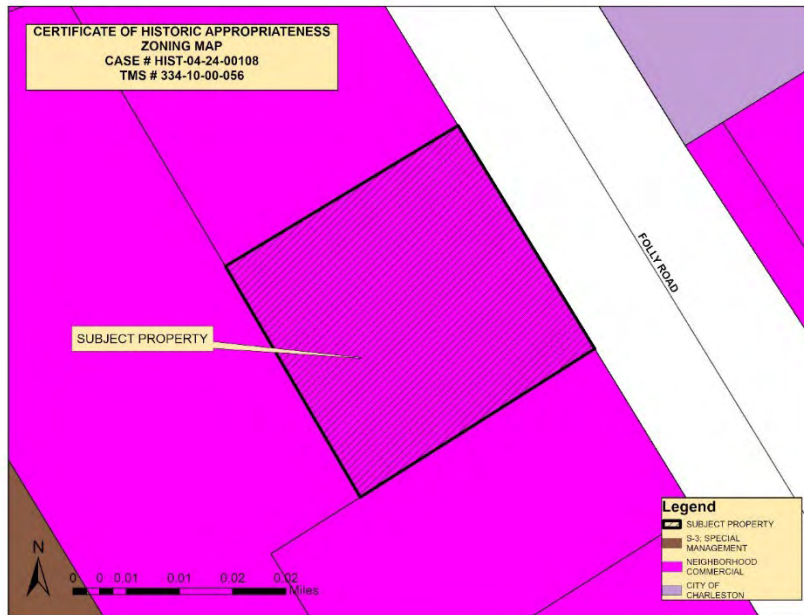 CERTIFICATE OF HISTORIC APPROPRIATENESS
ZONING MAP
CASE # HIST-04-24-00108
TMS # 334-10-00-056
FOLLY ROAD
SUBJECT PROPERTY
N
0 0 0.01 0.01 0.02 0.02
Miles
Legend
SUBJECT PROPERTY
S-3; SPECIAL
MANAGEMENT
NEIGHBORHOOD
COMMERCIAL
CITY OF
CHARLESTON